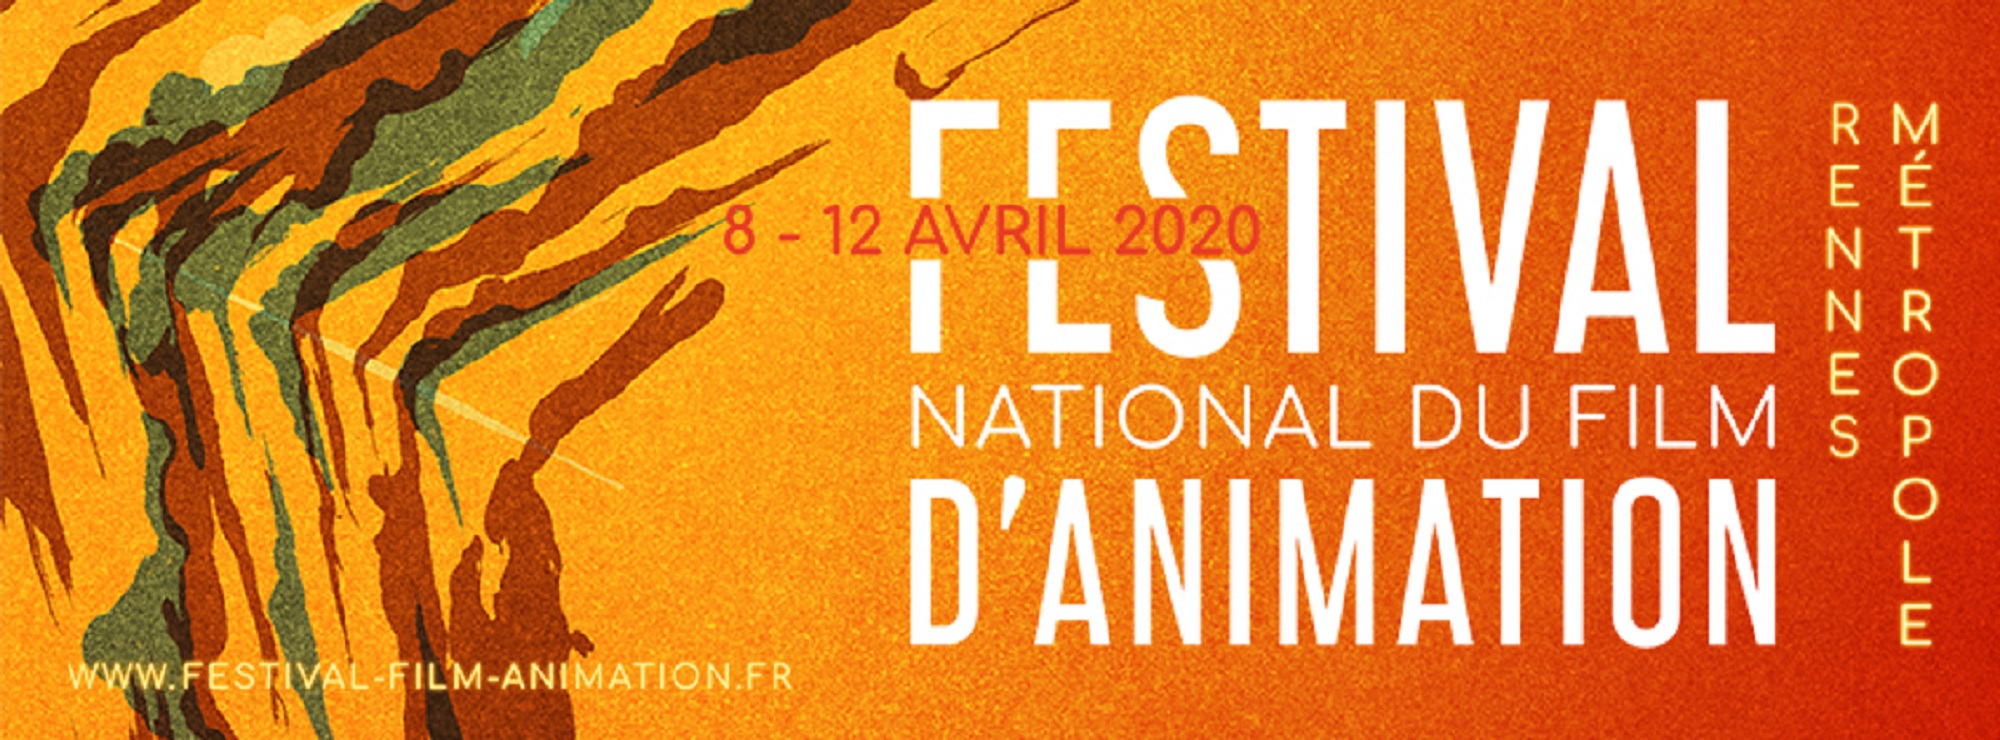 FESTIVAL
8 - 12 AVRIL 2020
NATIONAL DU FILM
D'ANIMATION
RENNES
MÉTROPOLE
WWW.FESTIVAL-FILM-ANIMATION.FR